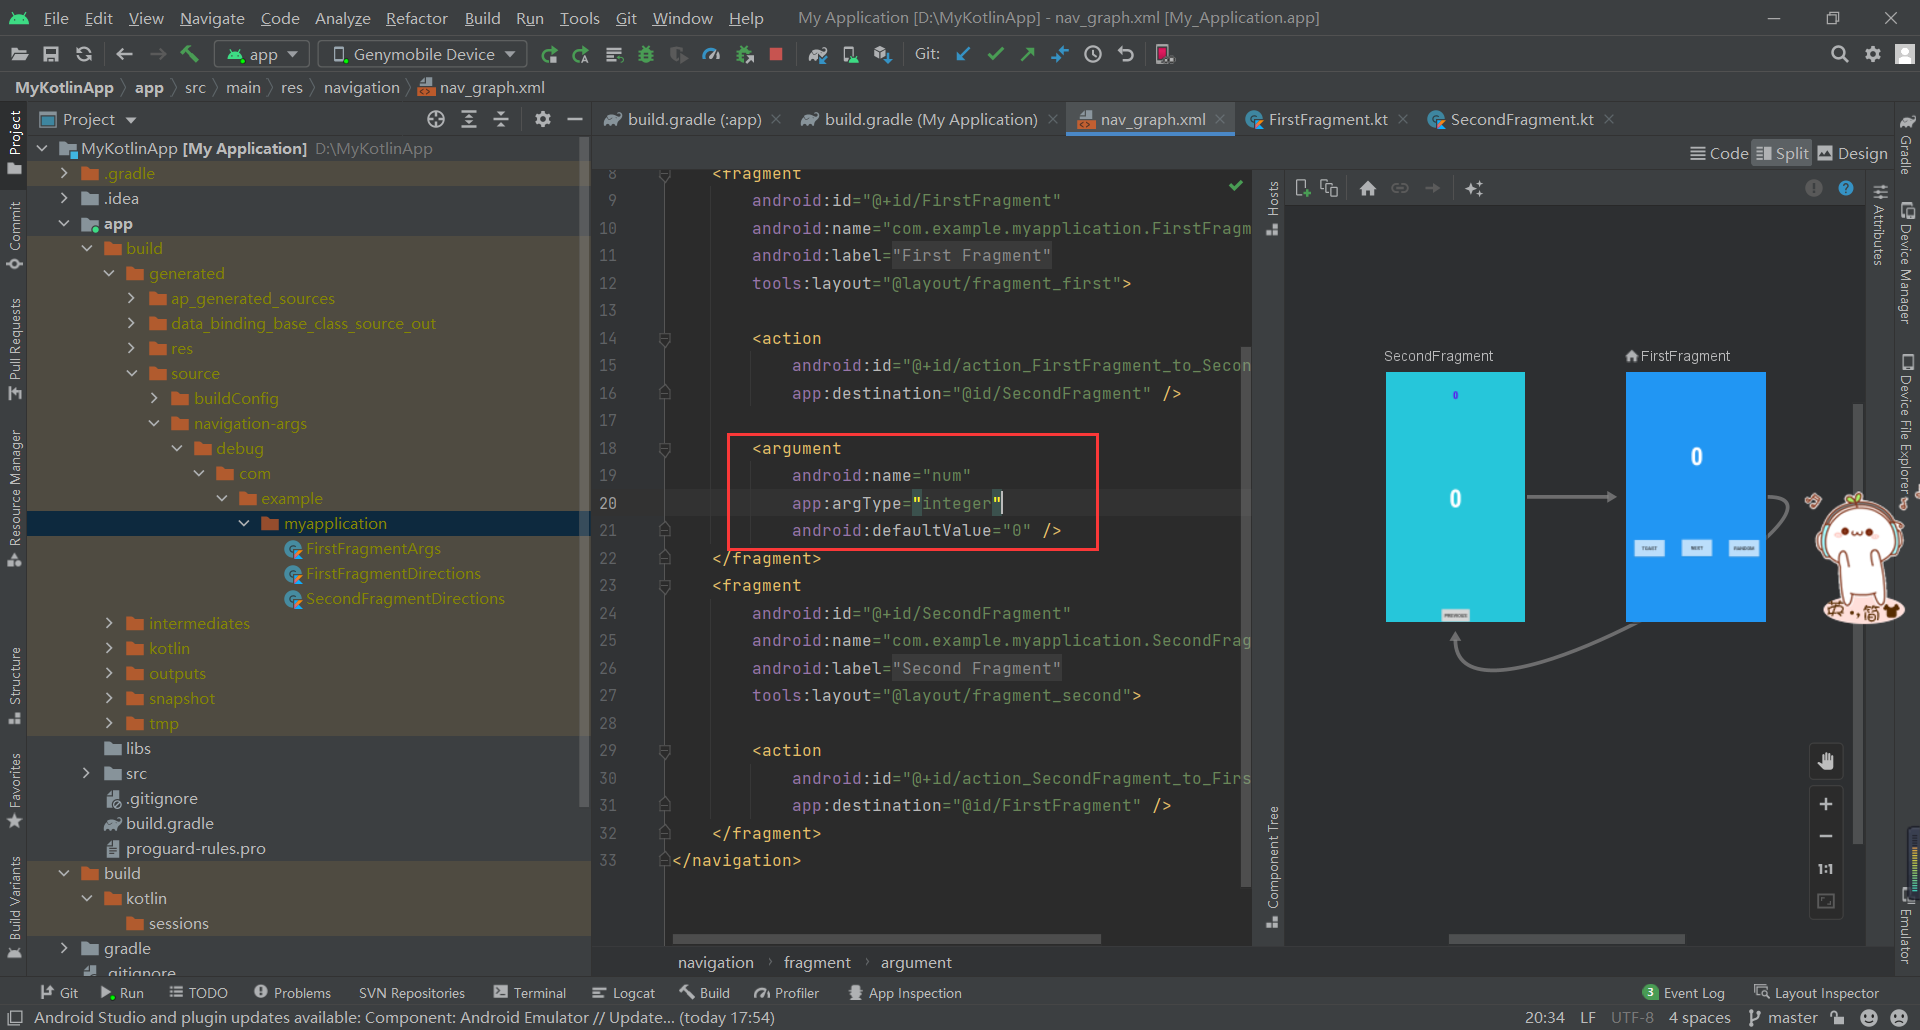 File Edit View Navigate Code Analyze Refactor Build Run Tools Git Window Help My Application [D:\MyKotlinApp] - nav_graph.xml [My_Application.app]
app Genymobile Device Git:
MyKotlinApp app src main res navigation nav_graph.xml
Project build.gradle (:app) build.gradle (My Application) nav_graph.xml FirstFragment.kt SecondFragment.kt
Code Split Design
Project
Commit
Pull Requests
Resource Manager
Structure
Favorites
Build Variants
MyKotlinApp [My Application] D:\MyKotlinApp
.gradle
.idea
app
build
generated
ap_generated_sources
data_binding_base_class_source_out
res
source
buildConfig
navigation-args
debug
com
example
myapplication
FirstFragmentArgs
FirstFragmentDirections
SecondFragmentDirections
intermediates
kotlin
outputs
snapshot
tmp
libs
src
.gitignore
build.gradle
proguard-rules.pro
build
kotlin
sessions
gradle
.gitignore
8 <fragment
9 android:id="@+id/FirstFragment"
10 android:name="com.example.myapplication.FirstFragm
11 android:label="First Fragment"
12 tools:layout="@layout/fragment_first">
13
14 <action
15 android:id="@+id/action_FirstFragment_to_Secon
16 app:destination="@id/SecondFragment" />
17
18 <argument
19 android:name="num"
20 app:argType="integer"
21 android:defaultValue="0" />
22 </fragment>
23 <fragment
24 android:id="@+id/SecondFragment"
25 android:name="com.example.myapplication.SecondFrag
26 android:label="Second Fragment"
27 tools:layout="@layout/fragment_second">
28
29 <action
30 android:id="@+id/action_SecondFragment_to_Firs
31 app:destination="@id/FirstFragment" />
32 </fragment>
33 </navigation>
navigation fragment argument
Hosts
Component Tree
SecondFragment
0
0
PREVIOUS
FirstFragment
0
TOAST NEXT RANDOM
英 ., 简
1:1
Attributes
Gradle
Device Manager
Device File Explorer
Emulator
Git Run TODO Problems SVN Repositories Terminal Logcat Build Profiler App Inspection 3 Event Log Layout Inspector
Android Studio and plugin updates available: Component: Android Emulator // Update... (today 17:54) 20:34 LF UTF-8 4 spaces master